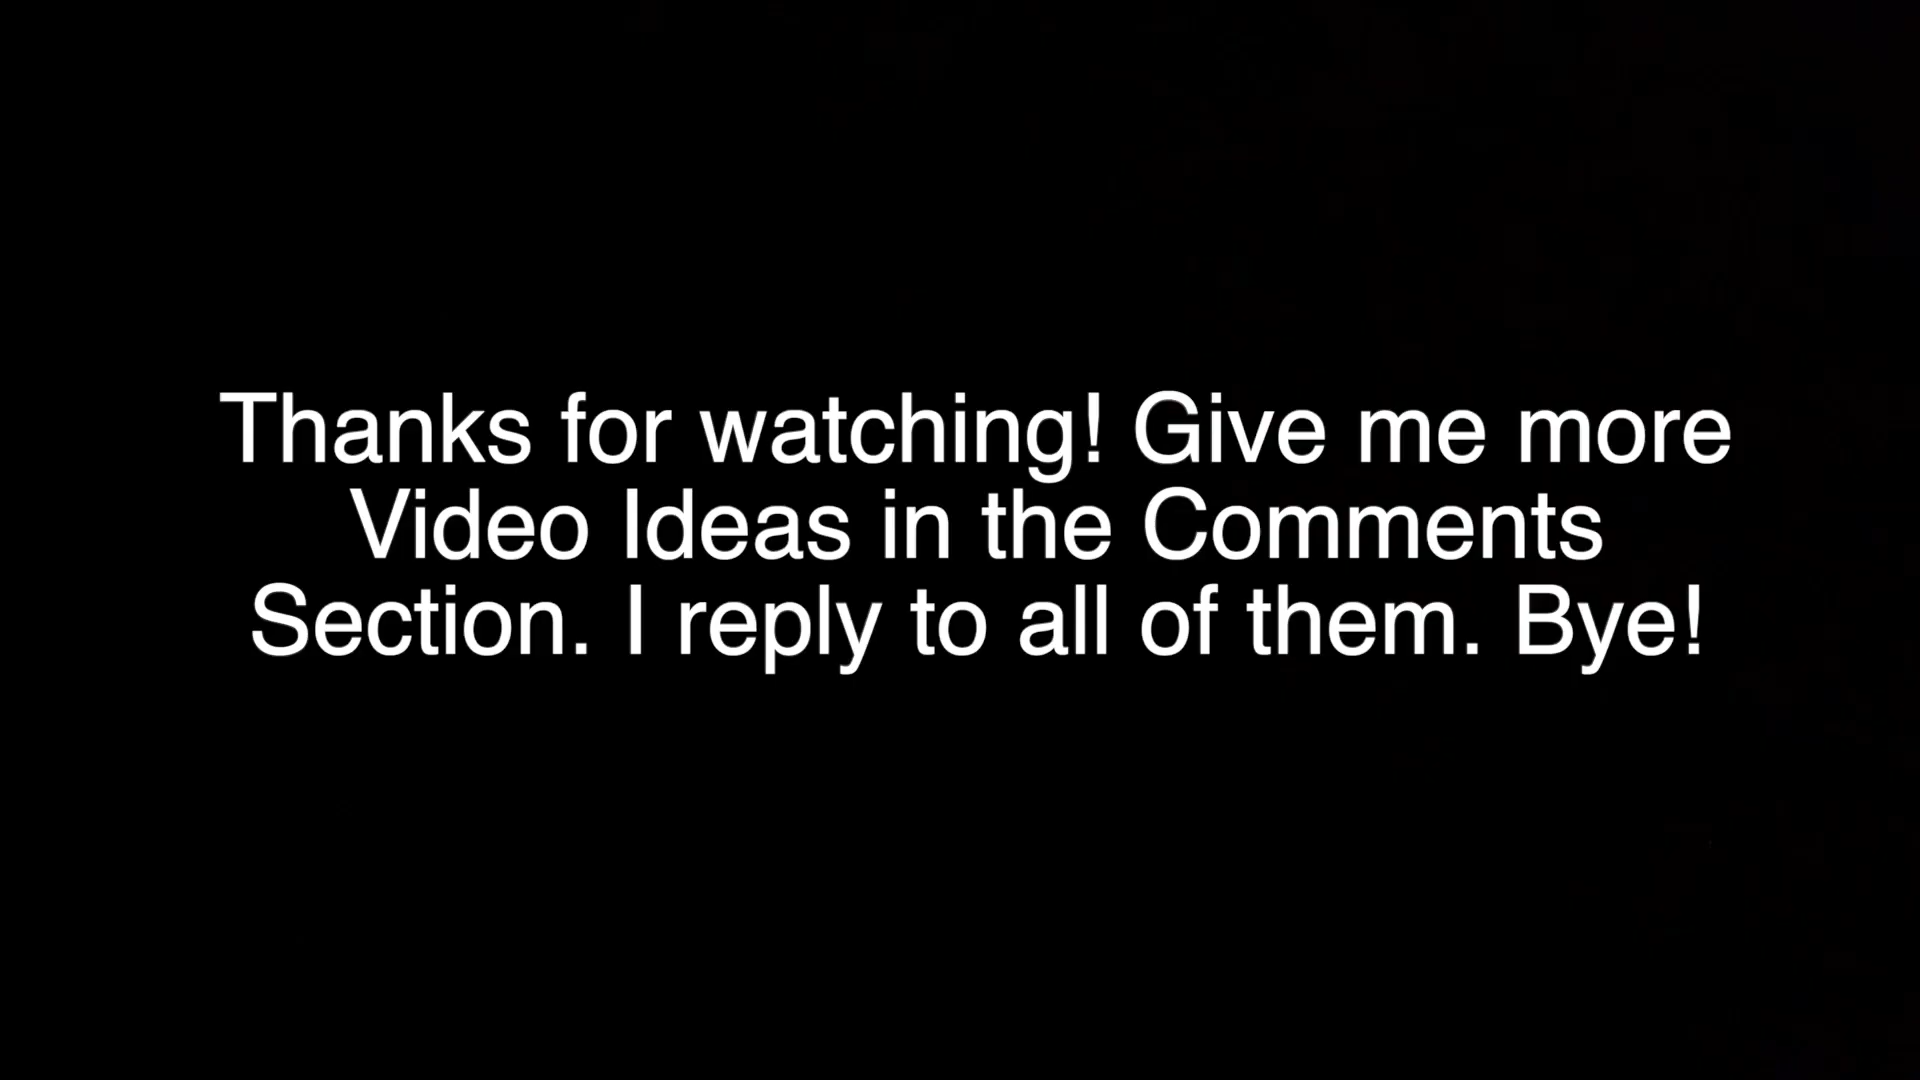 Thanks for watching! Give me more
Video Ideas in the Comments
Section. I reply to all of them. Bye!